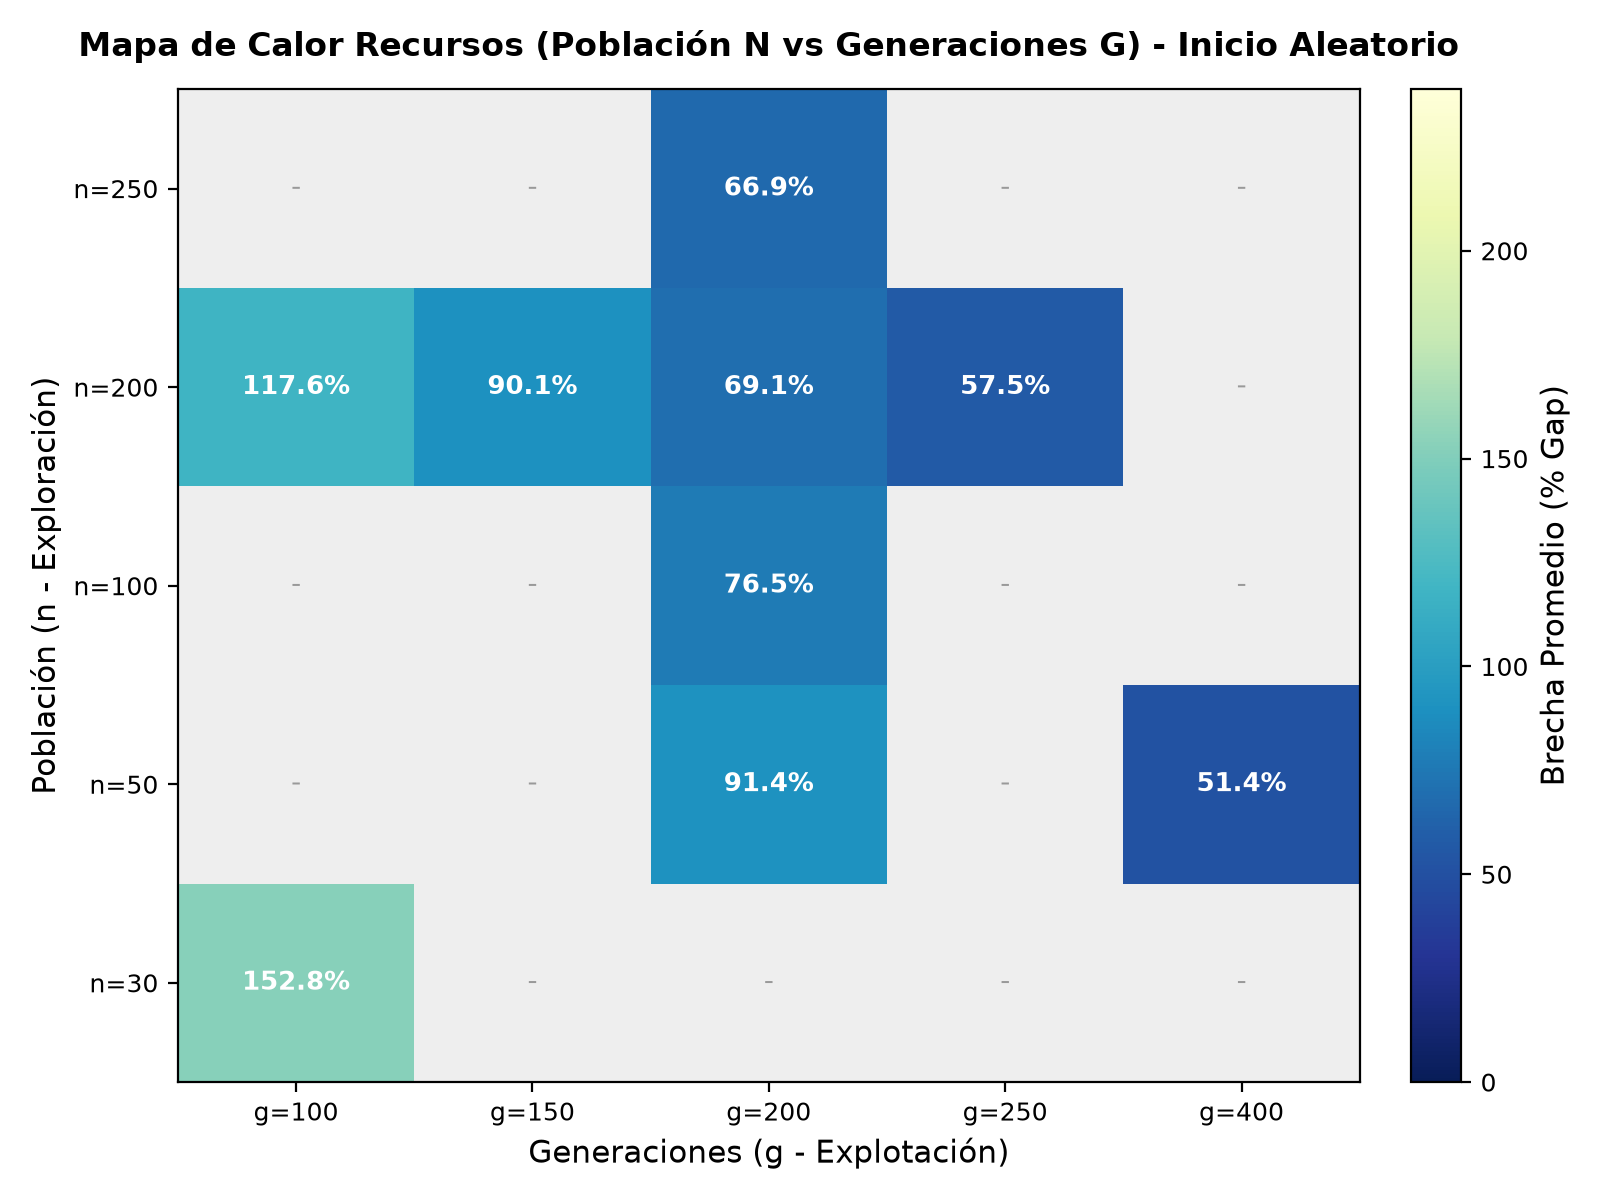 Mapa de Calor Recursos (Población N vs Generaciones G) - Inicio Aleatorio
Población (n - Exploración)
n=250 - - 66.9% - -
n=200 117.6% 90.1% 69.1% 57.5% -
n=100 - - 76.5% - -
n=50 - - 91.4% - 51.4%
n=30 152.8% - - - -
g=100 g=150 g=200 g=250 g=400
Generaciones (g - Explotación)
200
150
100
50
0
Brecha Promedio (% Gap)